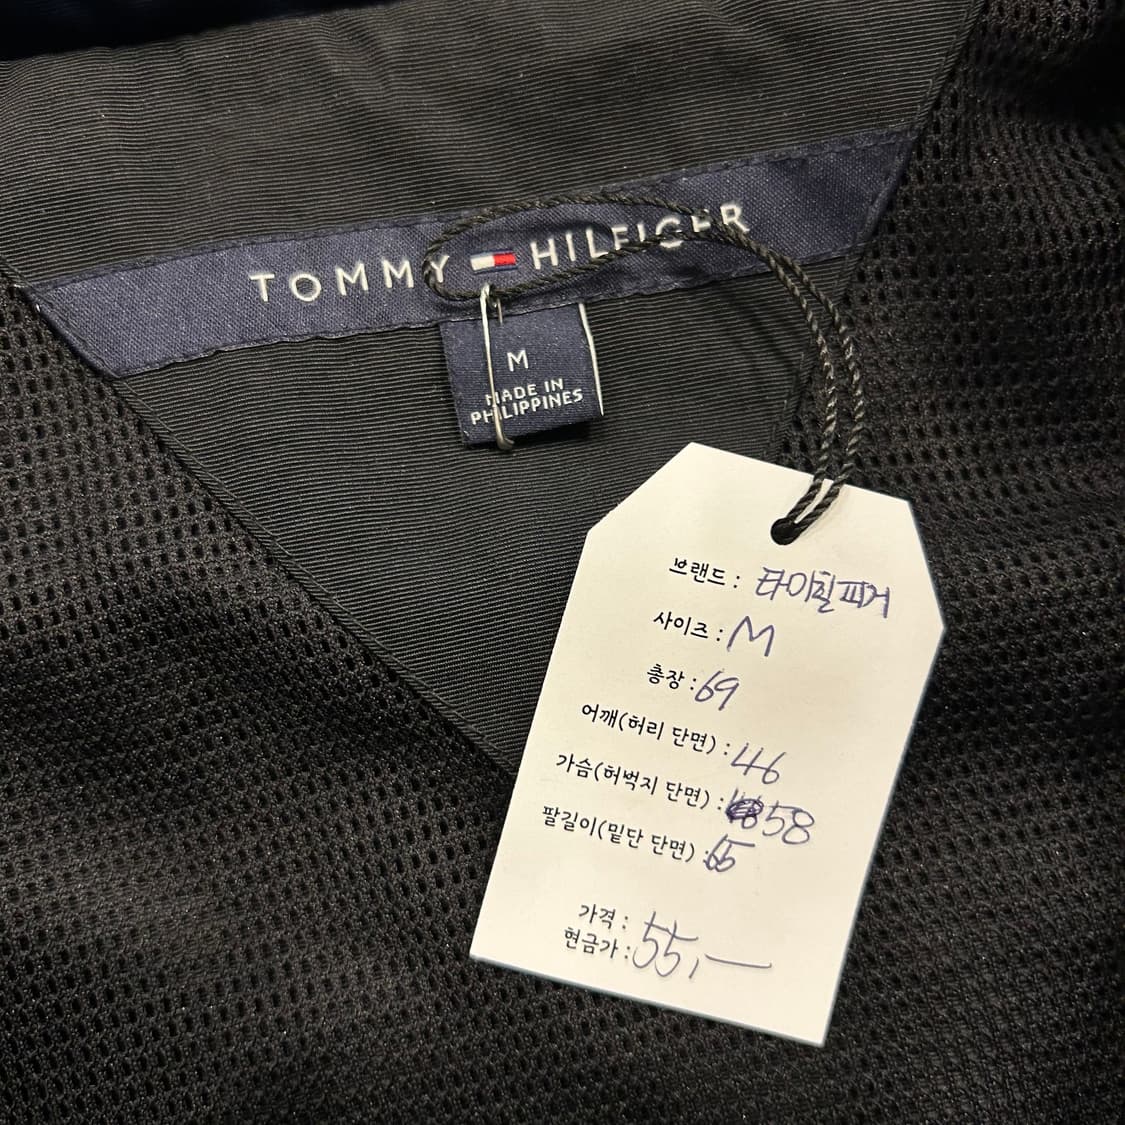 TOMMY HILFIGER
M
MADE IN
PHILIPPINES
브랜드 : 타이힐피거
사이즈 : M
총장 : 69
어깨(허리 단면) : 46
가슴(허벅지 단면) : 58
팔길이(밑단 단면) : 65
가격 :
현금가 : 55,—